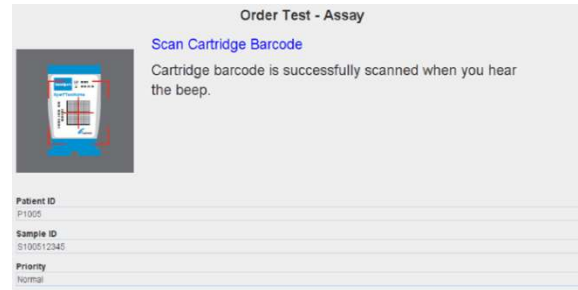 Order Test - Assay
Scan Cartridge Barcode
Cartridge barcode is successfully scanned when you hear
the beep.
Patient ID
P1005
Sample ID
S100512345
Priority
Normal